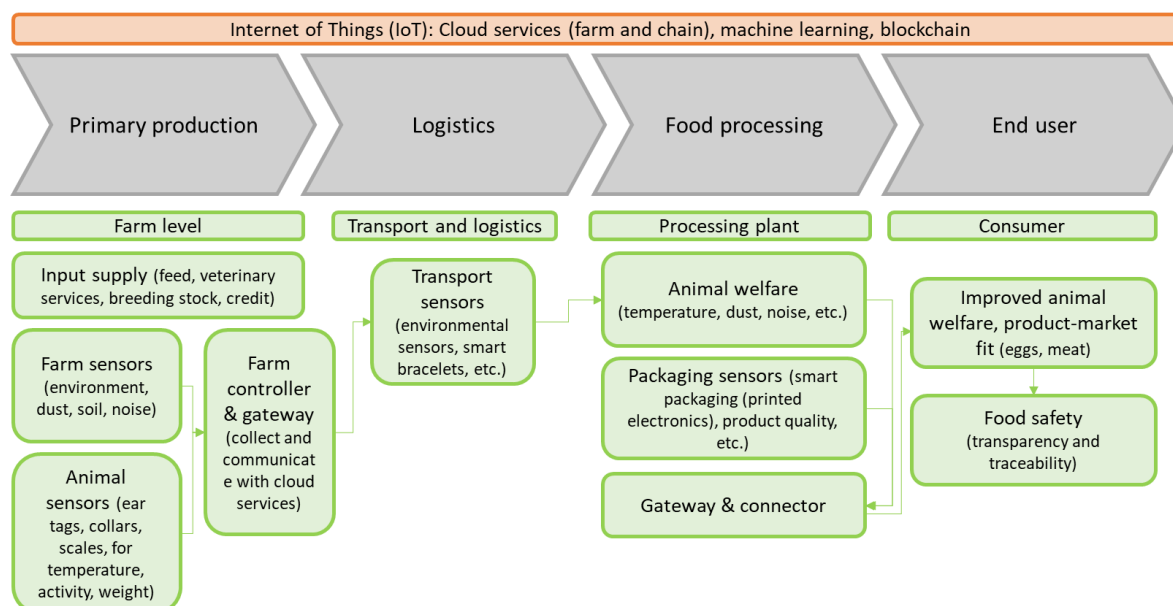 Internet of Things (IoT): Cloud services (farm and chain), machine learning, blockchain
Primary production
Logistics
Food processing
End user
Farm level
Transport and logistics
Processing plant
Consumer
Input supply (feed, veterinary
services, breeding stock, credit)
Farm sensors
(environment,
dust, soil, noise)
Animal
sensors (ear
tags, collars,
scales, for
temperature,
activity, weight)
Farm
controller
& gateway
(collect and
communicat
e with cloud
services)
Transport
sensors
(environmental
sensors, smart
bracelets, etc.)
Animal welfare
(temperature, dust, noise, etc.)
Packaging sensors (smart
packaging (printed
electronics), product quality,
etc.)
Gateway & connector
Improved animal
welfare, product-market
fit (eggs, meat)
Food safety
(transparency and
traceability)